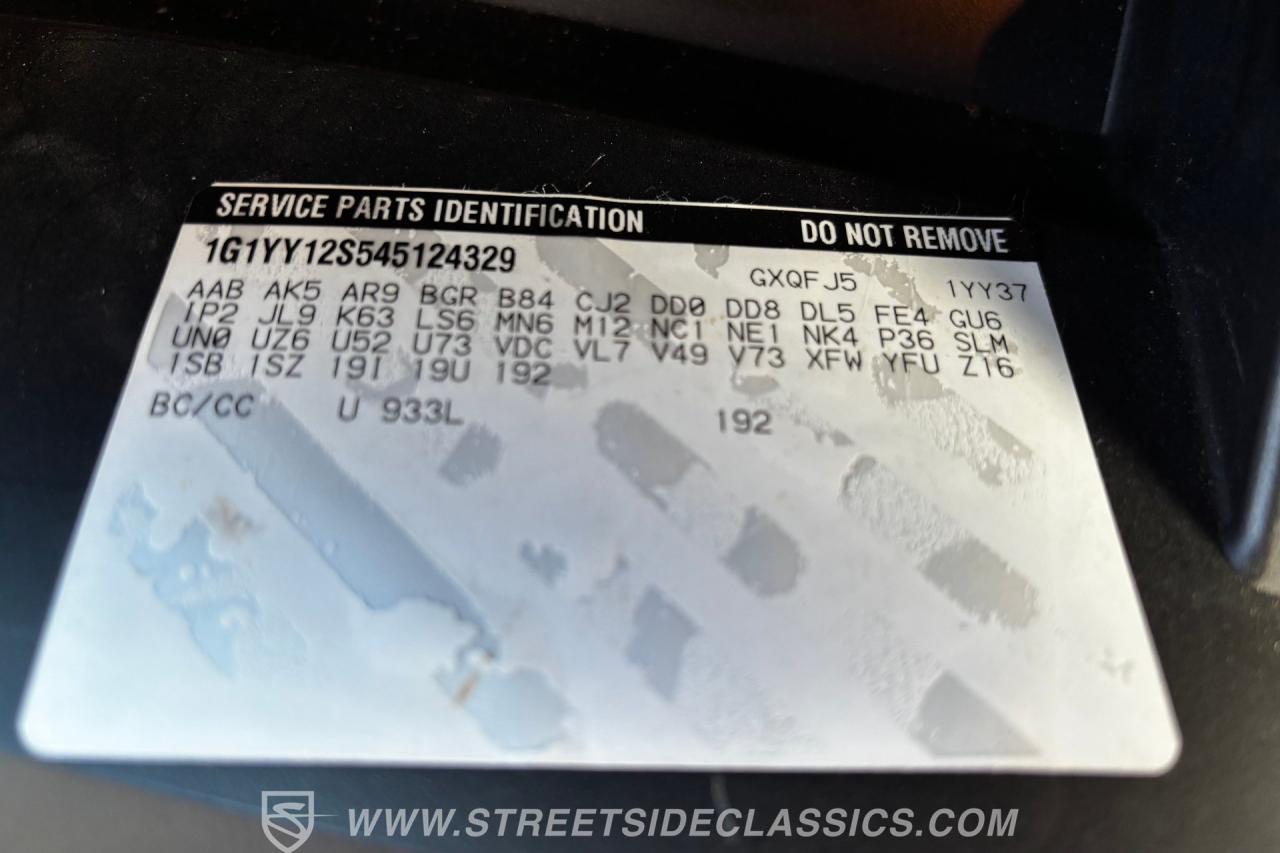 SERVICE PARTS IDENTIFICATION DO NOT REMOVE
1G1YY12S545124329 GXQFJ5 1YY37
AAB AK5 AR9 BGR B84 CJ2 DD0 DD8 DL5 FE4 GU6
IP2 JL9 K63 LS6 MN6 M12 NC1 NE1 NK4 P36 SLM
UN0 UZ6 U52 U73 VDC VL7 V49 V73 XFW YFU Z16
1SB 1SZ 19I 19U 192
BC/CC U 933L 192
WWW.STREETSIDECLASSICS.COM